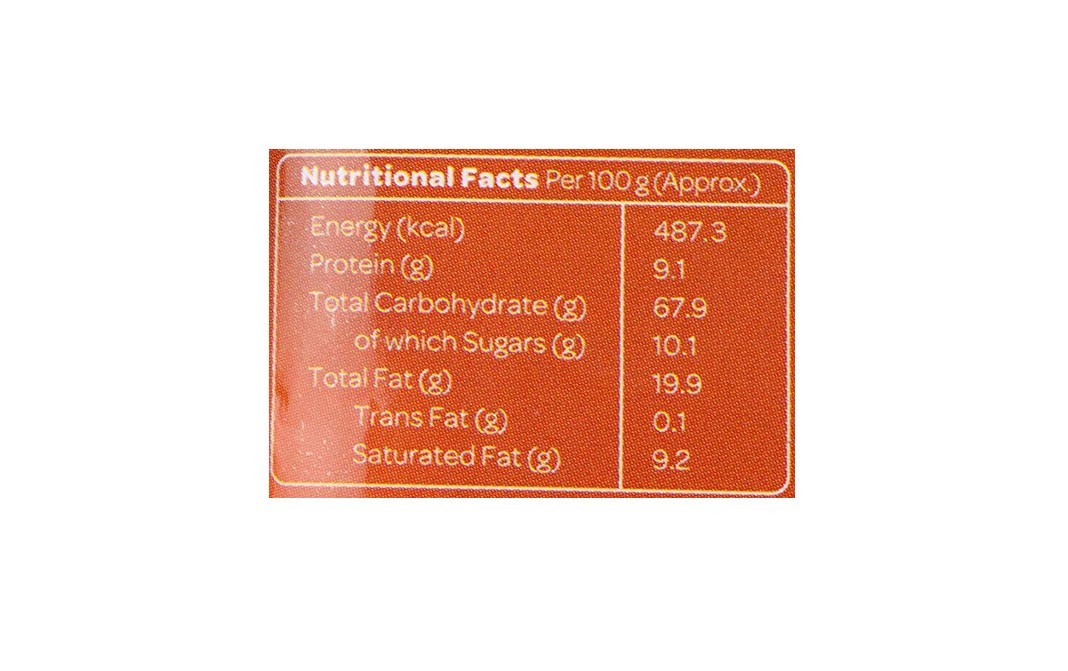 Nutritional Facts Per 100 g (Approx.)
Energy (kcal) 487.3
Protein (g) 9.1
Total Carbohydrate (g) 67.9
of which Sugars (g) 10.1
Total Fat (g) 19.9
Trans Fat (g) 0.1
Saturated Fat (g) 9.2